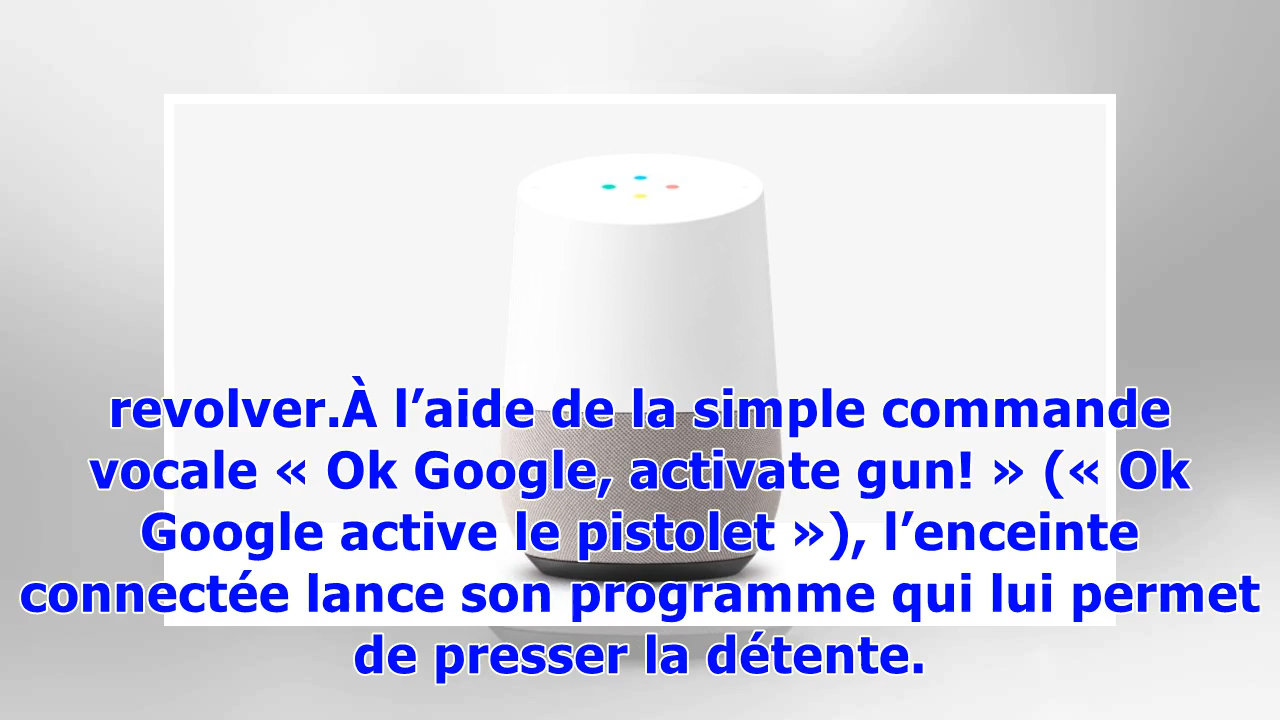 revolver.À l’aide de la simple commande
vocale « Ok Google, activate gun! » (« Ok
Google active le pistolet »), l’enceinte
connectée lance son programme qui lui permet
de presser la détente.